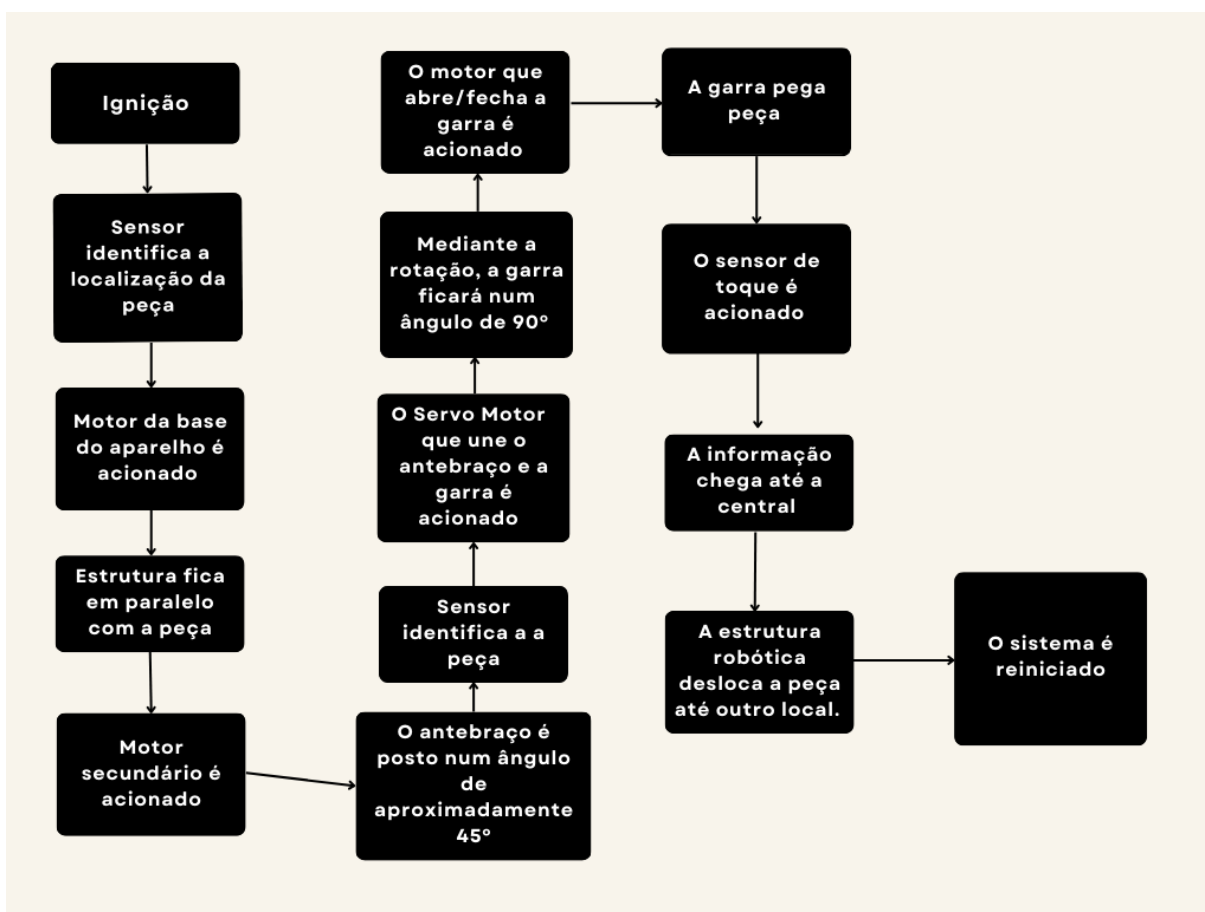 Ignição
Sensor
identifica a
localização da
peça
Motor da base
do aparelho é
acionado
Estrutura fica
em paralelo
com a peça
Motor
secundário é
acionado
O antebraço é
posto num ângulo
de
aproximadamente
45°
Sensor
identifica a a
peça
O Servo Motor
que une o
antebraço e a
garra é
acionado
Mediante a
rotação, a garra
ficará num
ângulo de 90°
O motor que
abre/fecha a
garra é
acionado
A garra pega
peça
O sensor de
toque é
acionado
A informação
chega até a
central
A estrutura
robótica
desloca a peça
até outro local.
O sistema é
reiniciado